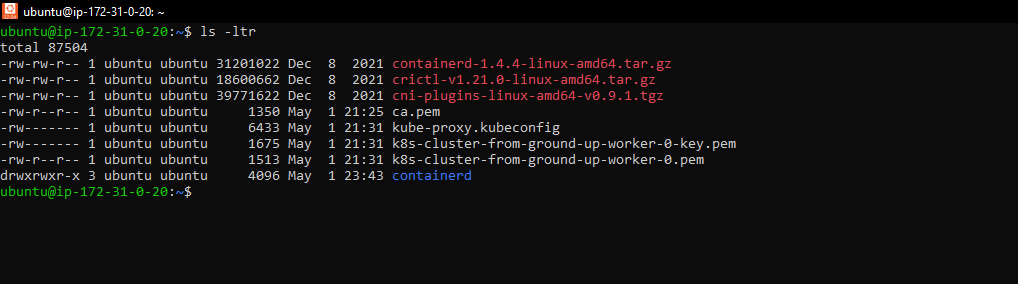 ubuntu@ip-172-31-0-20: ~
ubuntu@ip-172-31-0-20:~$ ls -ltr
total 87504
-rw-rw-r-- 1 ubuntu ubuntu 31201022 Dec  8  2021 containerd-1.4.4-linux-amd64.tar.gz
-rw-rw-r-- 1 ubuntu ubuntu 18600662 Dec  8  2021 crictl-v1.21.0-linux-amd64.tar.gz
-rw-rw-r-- 1 ubuntu ubuntu 39771622 Dec  8  2021 cni-plugins-linux-amd64-v0.9.1.tgz
-rw-r--r-- 1 ubuntu ubuntu     1350 May  1 21:25 ca.pem
-rw------- 1 ubuntu ubuntu     6433 May  1 21:31 kube-proxy.kubeconfig
-rw------- 1 ubuntu ubuntu     1675 May  1 21:31 k8s-cluster-from-ground-up-worker-0-key.pem
-rw-r--r-- 1 ubuntu ubuntu     1513 May  1 21:31 k8s-cluster-from-ground-up-worker-0.pem
drwxrwxr-x 3 ubuntu ubuntu     4096 May  1 23:43 containerd
ubuntu@ip-172-31-0-20:~$